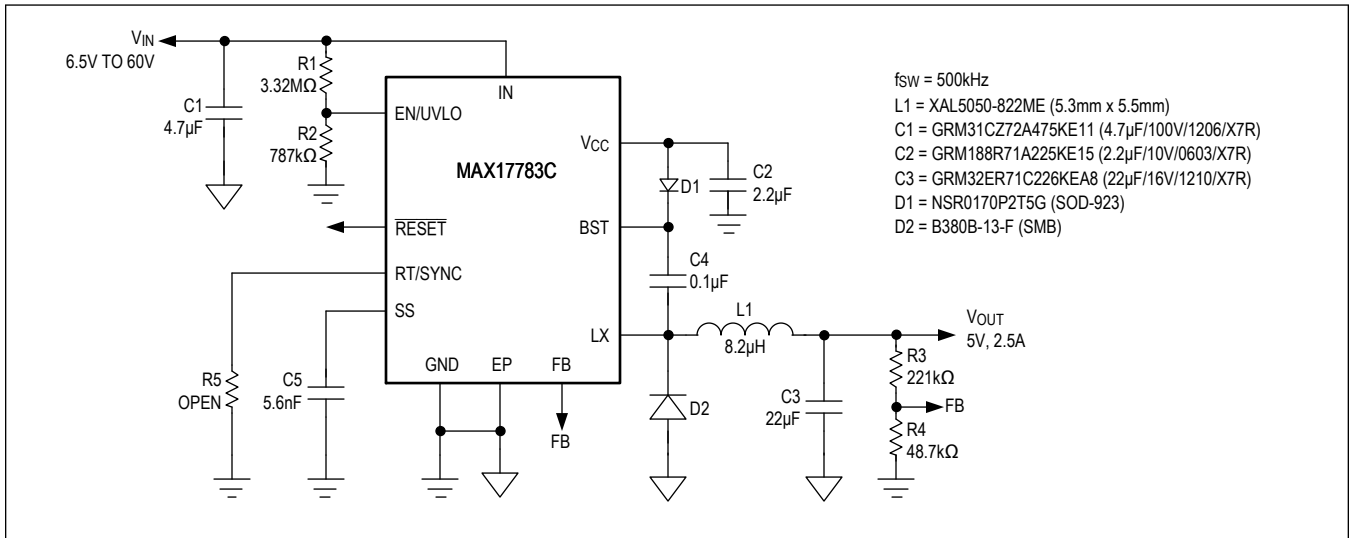 VIN
6.5V TO 60V
C1
4.7µF
R1
3.32MΩ
R2
787kΩ
IN
EN/UVLO
MAX17783C
VCC
D1
C2
2.2µF
RESET
BST
C4
0.1µF
RT/SYNC
SS
LX
L1
8.2µH
VOUT
5V, 2.5A
GND
EP
FB
FB
R5
OPEN
C5
5.6nF
D2
C3
22µF
R3
221kΩ
FB
R4
48.7kΩ
fSW = 500kHz
L1 = XAL5050-822ME (5.3mm x 5.5mm)
C1 = GRM31CZ72A475KE11 (4.7µF/100V/1206/X7R)
C2 = GRM188R71A225KE15 (2.2µF/10V/0603/X7R)
C3 = GRM32ER71C226KEA8 (22µF/16V/1210/X7R)
D1 = NSR0170P2T5G (SOD-923)
D2 = B380B-13-F (SMB)